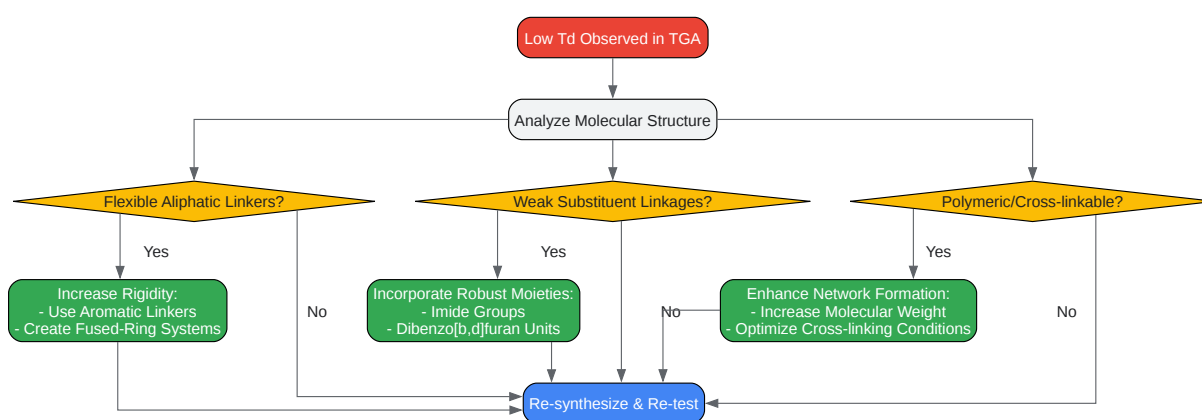 Low Td Observed in TGA
Analyze Molecular Structure
Flexible Aliphatic Linkers?
Weak Substituent Linkages?
Polymeric/Cross-linkable?
Yes
Yes
Yes
Increase Rigidity:
- Use Aromatic Linkers
- Create Fused-Ring Systems
No
Incorporate Robust Moieties:
- Imide Groups
- Dibenzo[b,d]furan Units
No
Enhance Network Formation:
- Increase Molecular Weight
- Optimize Cross-linking Conditions
No
Re-synthesize & Re-test